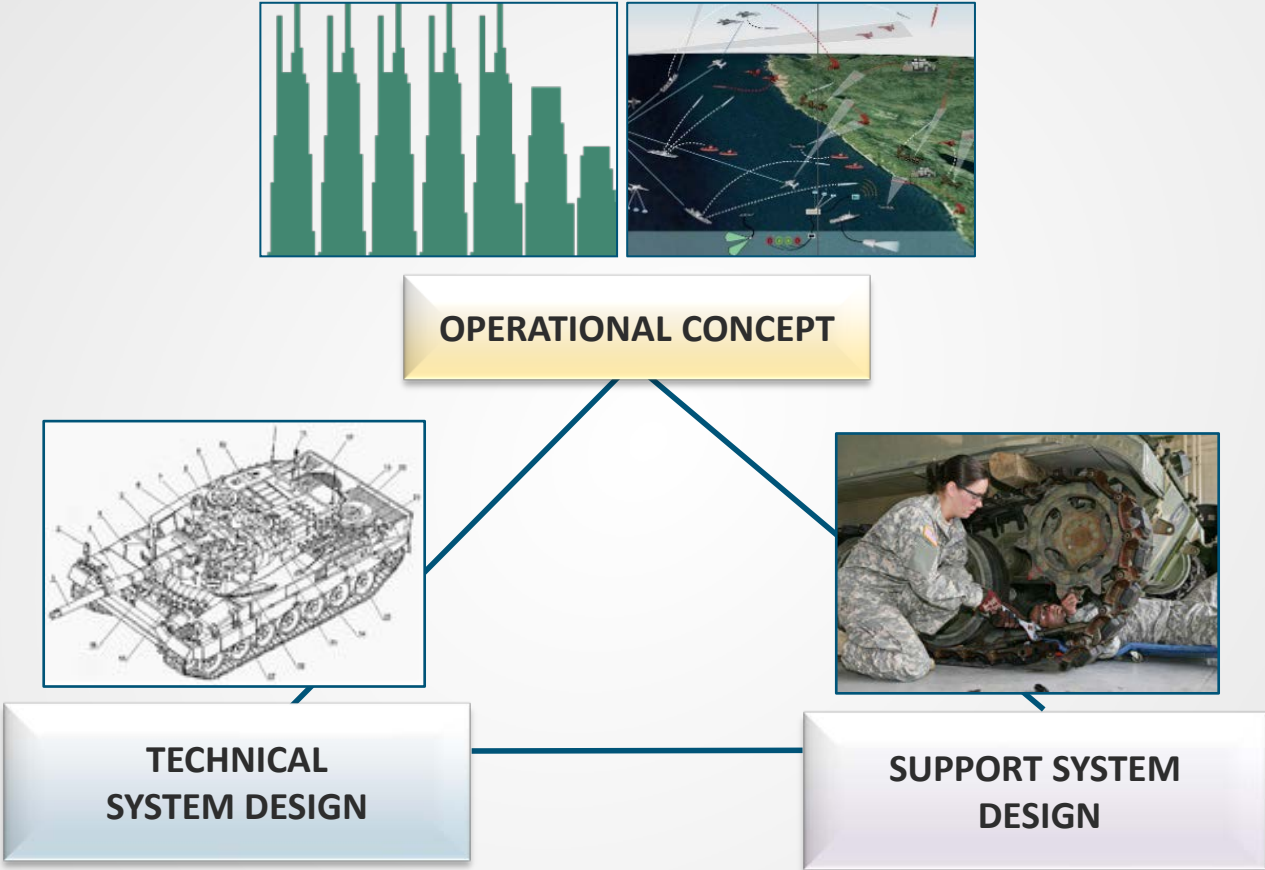 OPERATIONAL CONCEPT
TECHNICAL
SYSTEM DESIGN
SUPPORT SYSTEM
DESIGN